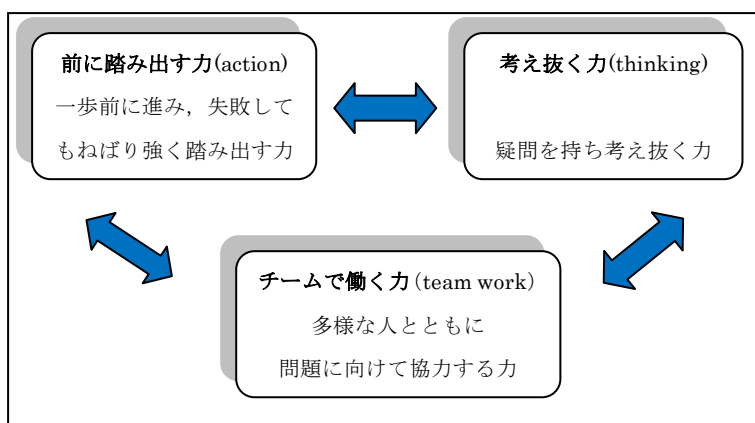 前に踏み出す力(action)
一歩前に進み，失敗して
もねばり強く踏み出す力
考え抜く力(thinking)
疑問を持ち考え抜く力
チームで働く力(team work)
多様な人とともに
問題に向けて協力する力